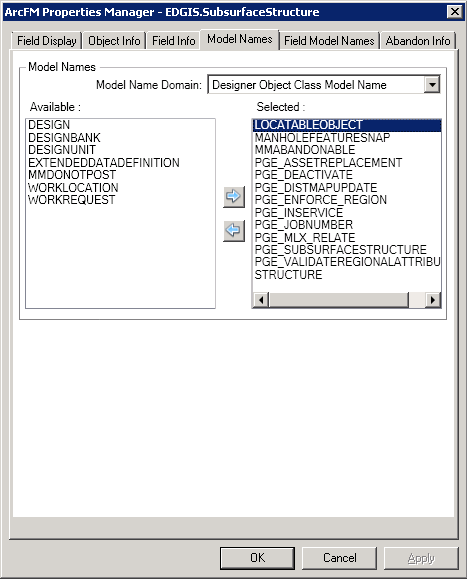 ArcFM Properties Manager - EDGIS.SubsurfaceStructure
Field Display Object Info Field Info Model Names Field Model Names Abandon Info
Model Names
Model Name Domain: Designer Object Class Model Name
Available : Selected :
DESIGN
DESIGNBANK
DESIGNUNIT
EXTENDEDDATADEFINITION
MMDONOTPOST
WORKLOCATION
WORKREQUEST
LOCATABLEOBJECT
MANHOLEFEATURESNAP
MMABANDONABLE
PGE_ASSETREPLACEMENT
PGE_DEACTIVATE
PGE_DISTMAPUPDATE
PGE_ENFORCE_REGION
PGE_INSERVICE
PGE_JOBNUMBER
PGE_MLX_RELATE
PGE_SUBSURFACESTRUCTURE
PGE_VALIDATEREGIONALATTRIBU
STRUCTURE
OK Cancel Apply